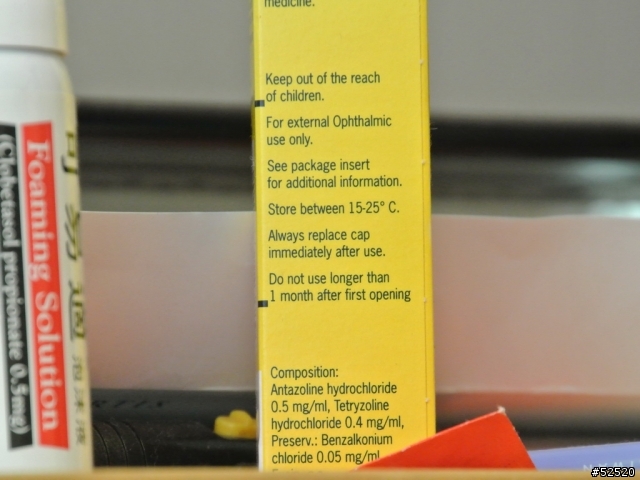 medicine.
Keep out of the reach
of children.
For external Ophthalmic
use only.
See package insert
for additional information.
Store between 15-25° C.
Always replace cap
immediately after use.
Do not use longer than
1 month after first opening
Composition:
Antazoline hydrochloride
0.5 mg/ml, Tetryzoline
hydrochloride 0.4 mg/ml,
Preserv.: Benzalkonium
chloride 0.05 mg/ml
Foaming Solution
(Clobetasol propionate 0.5mg)
#52520